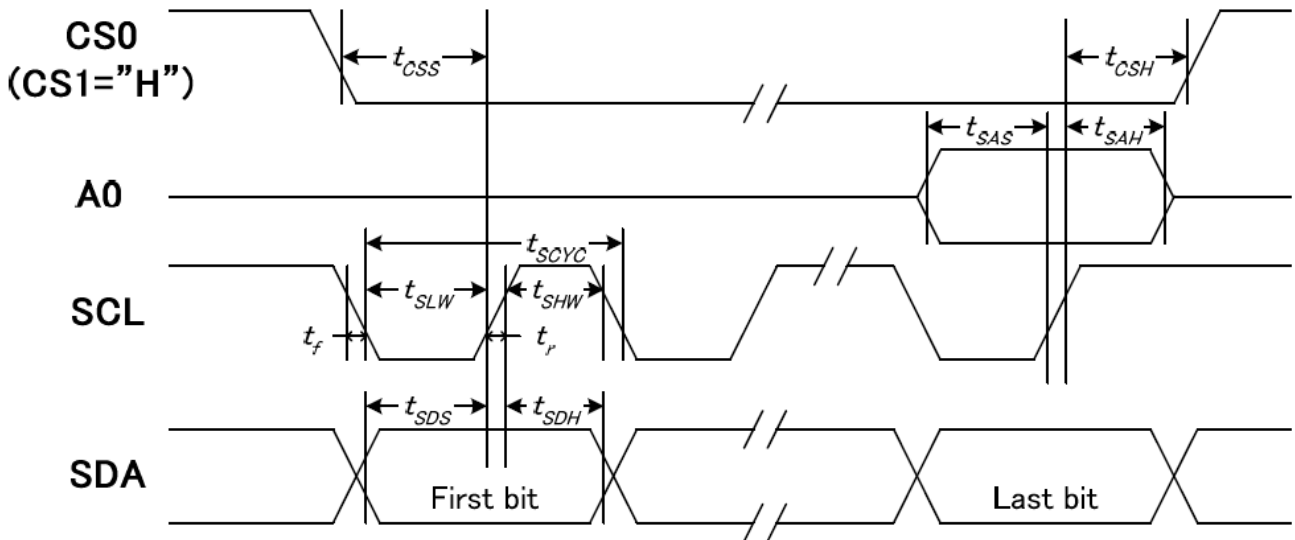 CS0
(CS1="H")
tCSS
tCSH
tSAS
tSAH
A0
tSCYC
SCL
tSLW
tSHW
tf
tr
tSDS
tSDH
SDA
First bit
Last bit